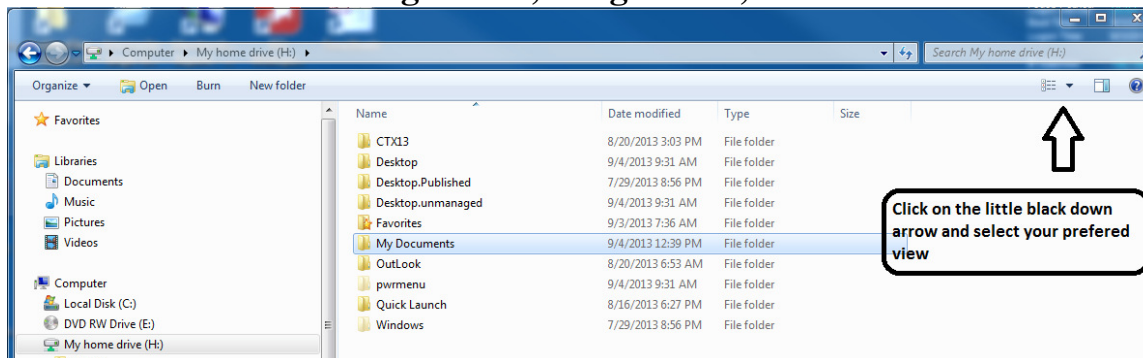 Computer ▸ My home drive (H:) ▸
Search My home drive (H:)
Organize Open Burn New folder
Favorites
Libraries
Documents
Music
Pictures
Videos
Computer
Local Disk (C:)
DVD RW Drive (E:)
My home drive (H:)
Name Date modified Type Size
CTX13 8/20/2013 3:03 PM File folder
Desktop 9/4/2013 9:31 AM File folder
Desktop.Published 7/29/2013 8:56 PM File folder
Desktop.unmanaged 9/4/2013 9:31 AM File folder
Favorites 9/3/2013 7:36 AM File folder
My Documents 9/4/2013 12:39 PM File folder
OutLook 8/20/2013 6:53 AM File folder
pwrmenu 9/4/2013 9:31 AM File folder
Quick Launch 8/16/2013 6:27 PM File folder
Windows 7/29/2013 8:56 PM File folder
Click on the little black down
arrow and select your prefered
view